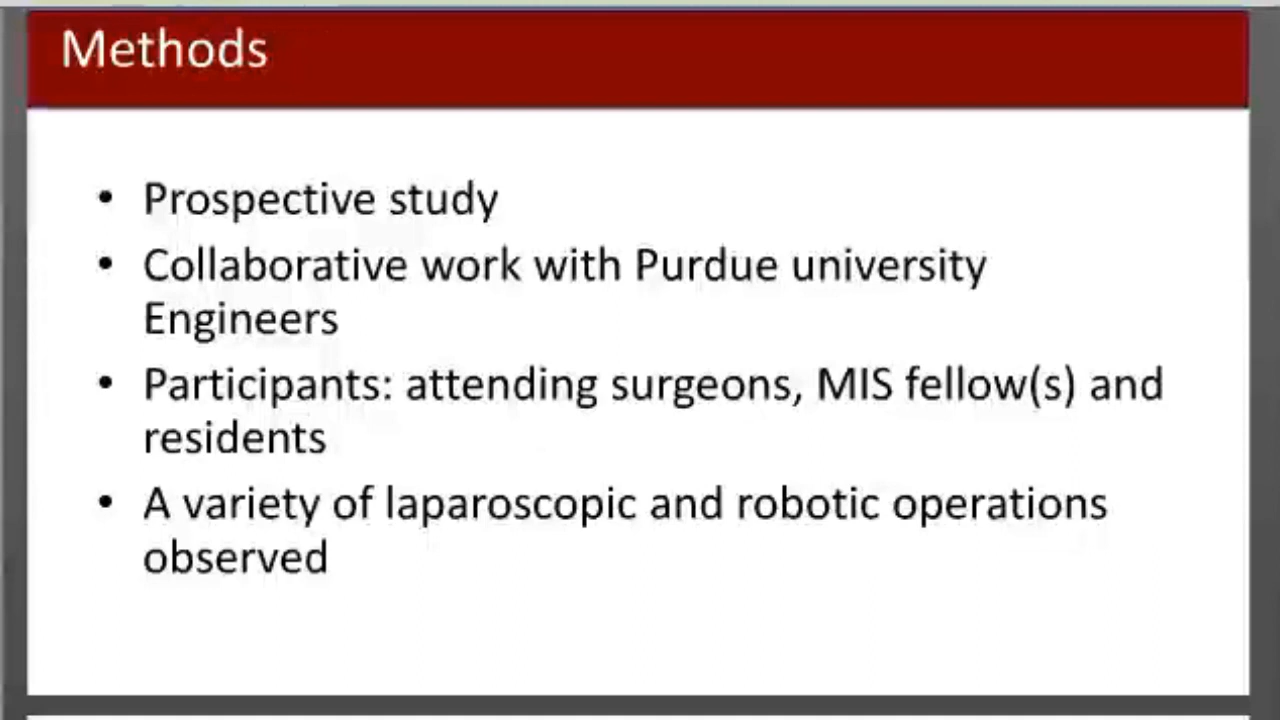 Methods
• Prospective study
• Collaborative work with Purdue university
Engineers
• Participants: attending surgeons, MIS fellow(s) and
residents
• A variety of laparoscopic and robotic operations
observed